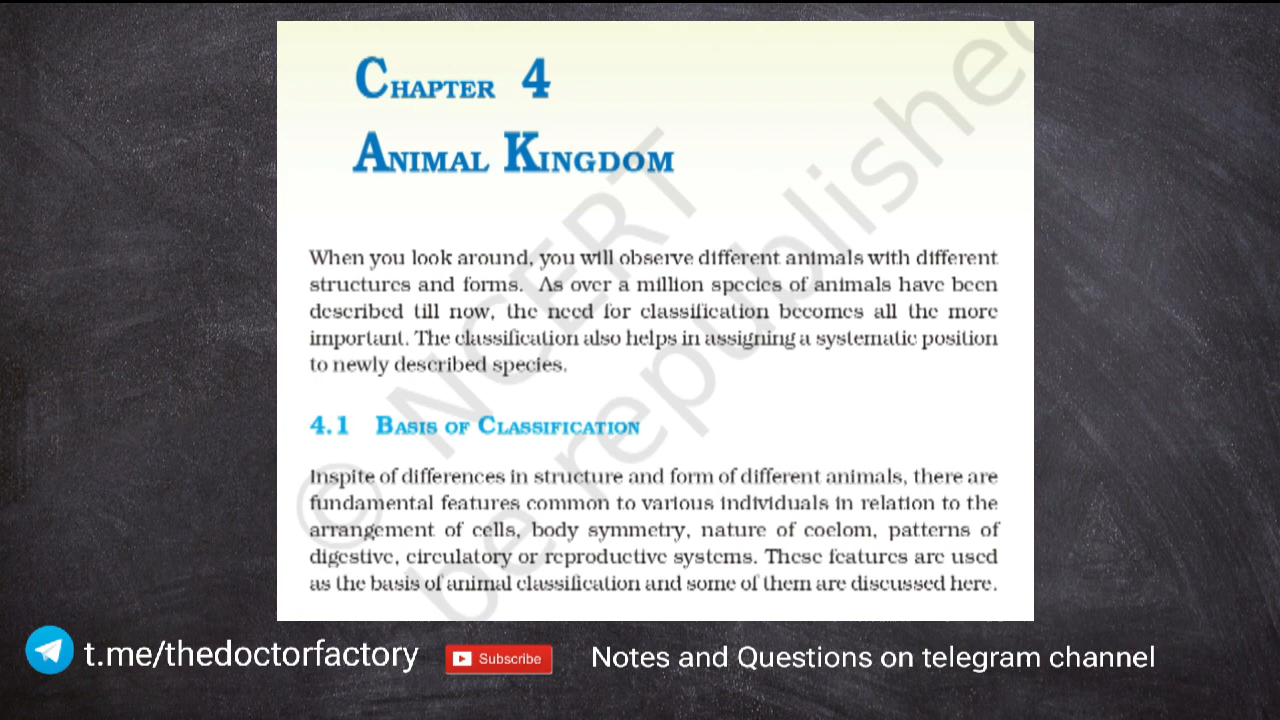 CHAPTER 4
ANIMAL KINGDOM
When you look around, you will observe different animals with different
structures and forms. As over a million species of animals have been
described till now, the need for classification becomes all the more
important. The classification also helps in assigning a systematic position
to newly described species.
4.1 BASIS OF CLASSIFICATION
Inspite of differences in structure and form of different animals, there are
fundamental features common to various individuals in relation to the
arrangement of cells, body symmetry, nature of coelom, patterns of
digestive, circulatory or reproductive systems. These features are used
as the basis of animal classification and some of them are discussed here.
© NCERT
be republished
t.me/thedoctorfactory
Subscribe
Notes and Questions on telegram channel